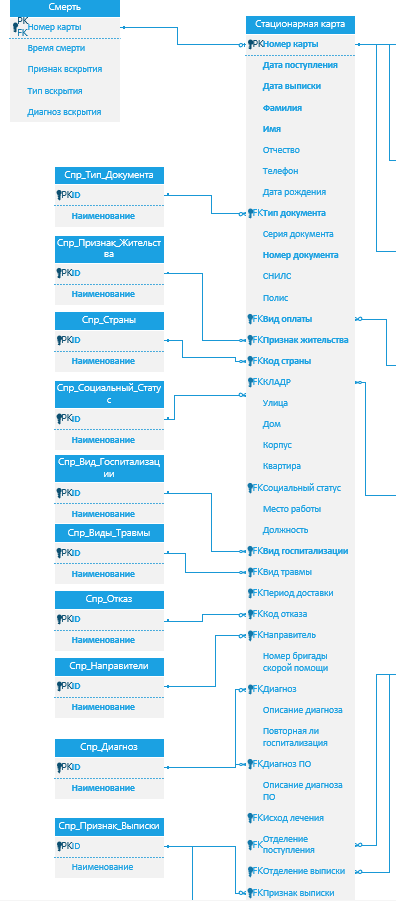 Смерть
PK
FK
Номер карты
Время смерти
Признак вскрытия
Тип вскрытия
Диагноз вскрытия
Спр_Тип_Документа
PK ID
Наименование
Спр_Признак_Жительст
ва
PK ID
Наименование
Спр_Страны
PK ID
Наименование
Спр_Социальный_Стату
с
PK ID
Наименование
Спр_Вид_Госпитализац
ии
PK ID
Наименование
Спр_Виды_Травмы
PK ID
Наименование
Спр_Отказ
PK ID
Наименование
Спр_Направители
PK ID
Наименование
Спр_Диагноз
PK ID
Наименование
Спр_Признак_Выписки
PK ID
Наименование
Стационарная карта
PK Номер карты
Дата поступления
Дата выписки
Фамилия
Имя
Отчество
Телефон
Дата рождения
FK Тип документа
Серия документа
Номер документа
СНИЛС
Полис
FK Вид оплаты
FK Признак жительства
FK Код страны
FK КЛАДР
Улица
Дом
Корпус
Квартира
FK Социальный статус
Место работы
Должность
FK Вид госпитализации
FK Вид травмы
FK Период доставки
FK Код отказа
FK Направитель
Номер бригады
скорой помощи
FK Диагноз
Описание диагноза
Повторная ли
госпитализация
FK Диагноз ПО
Описание диагноза
ПО
FK Исход лечения
FK Отделение
поступления
FK Отделение выписки
FK Признак выписки